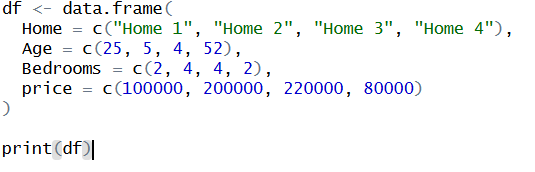 df <- data.frame(
  Home = c("Home 1", "Home 2", "Home 3", "Home 4"),
  Age = c(25, 5, 4, 52),
  Bedrooms = c(2, 4, 4, 2),
  price = c(100000, 200000, 220000, 80000)
)
print(df)